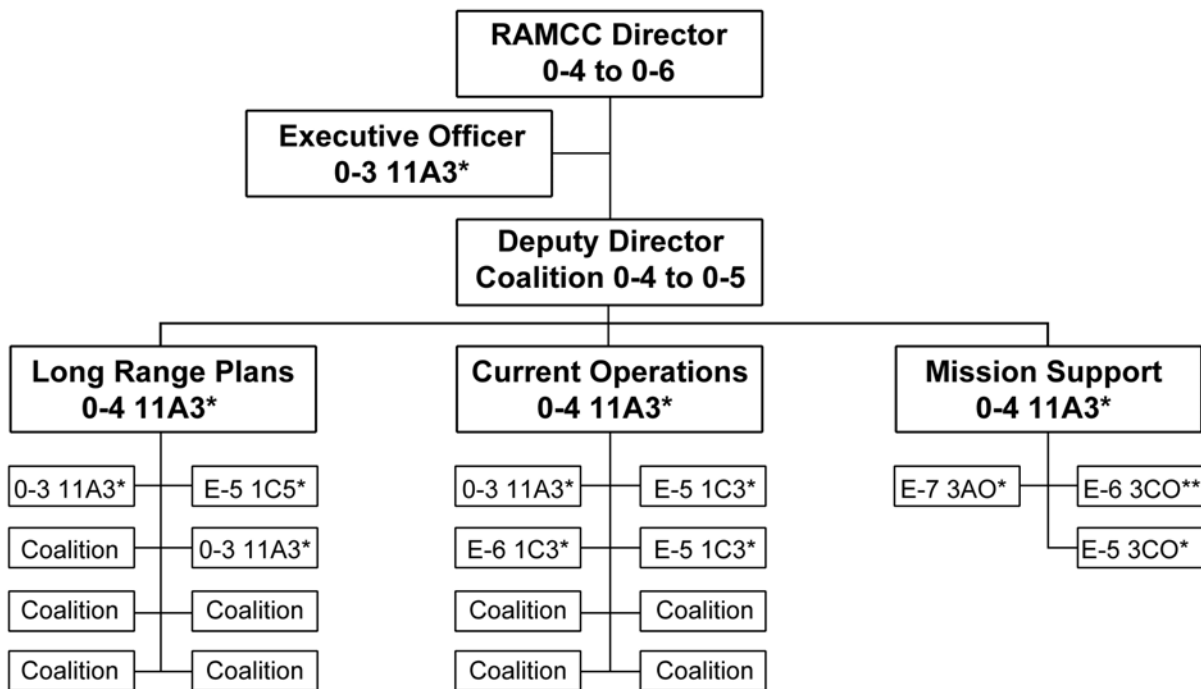 RAMCC Director
0-4 to 0-6
Executive Officer
0-3 11A3*
Deputy Director
Coalition 0-4 to 0-5
Long Range Plans
0-4 11A3*
Current Operations
0-4 11A3*
Mission Support
0-4 11A3*
0-3 11A3*
E-5 1C5*
Coalition
0-3 11A3*
Coalition
Coalition
Coalition
Coalition
0-3 11A3*
E-5 1C3*
E-6 1C3*
E-5 1C3*
Coalition
Coalition
Coalition
Coalition
E-7 3AO*
E-6 3CO**
E-5 3CO*